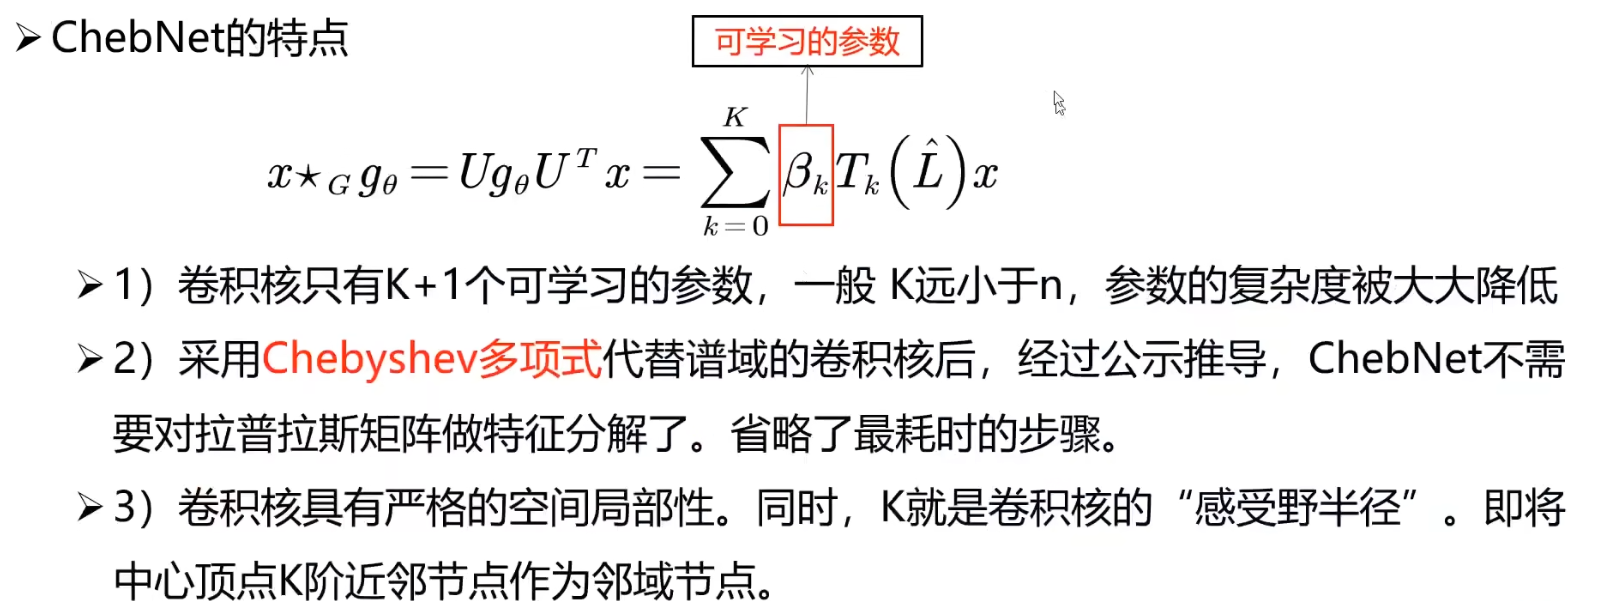 ➢ChebNet的特点
可学习的参数
x⋆_G g_θ = U g_θ U^T x = ∑_{k=0}^{K} β_k T_k(L̂)x
➢1）卷积核只有K+1个可学习的参数，一般 K远小于n，参数的复杂度被大大降低
➢2）采用Chebyshev多项式代替谱域的卷积核后，经过公示推导，ChebNet不需
要对拉普拉斯矩阵做特征分解了。省略了最耗时的步骤。
➢3）卷积核具有严格的空间局部性。同时，K就是卷积核的“感受野半径”。即将
中心顶点K阶近邻节点作为邻域节点。